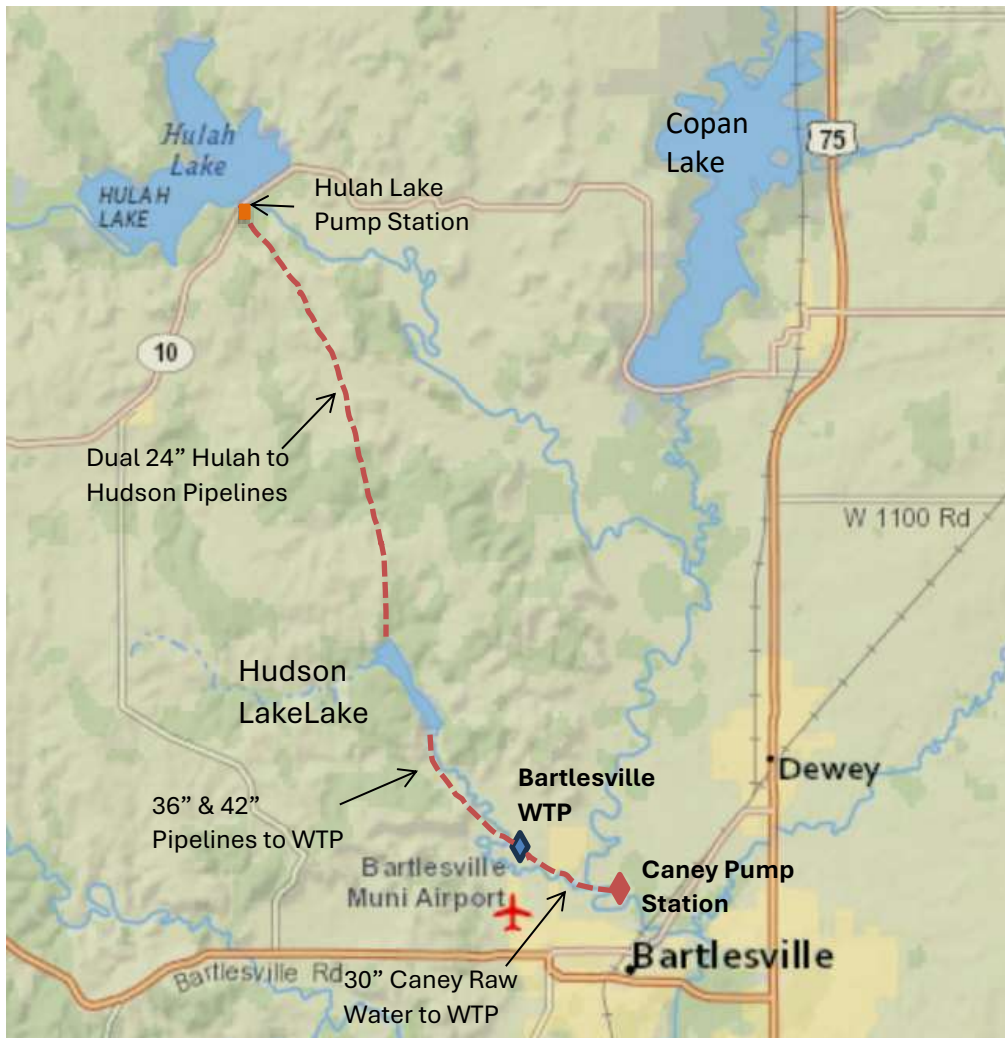 Hulah
Lake
HULAH
LAKE
Copan
Lake
75
Hulah Lake
Pump Station
10
Dual 24” Hulah to
Hudson Pipelines
W 1100 Rd
Hudson
LakeLake
Dewey
Bartlesville
WTP
36” & 42”
Pipelines to WTP
Bartlesville
Muni Airport
Caney Pump
Station
Bartlesville
Bartlesville Rd
30” Caney Raw
Water to WTP